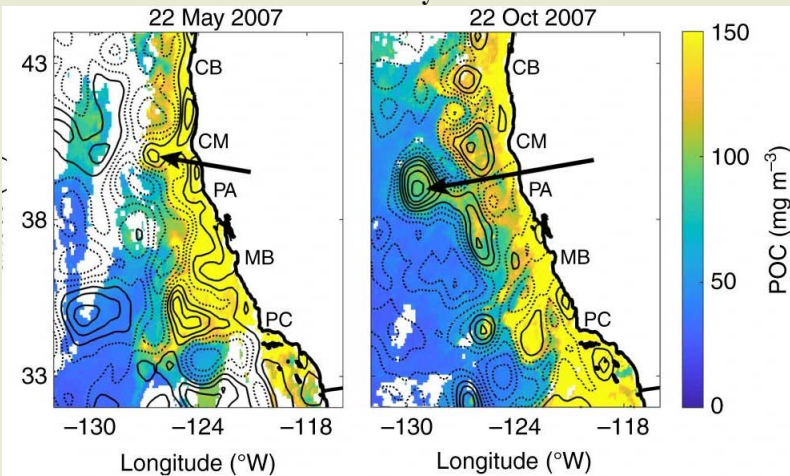 22 May 2007
22 Oct 2007
43
38
33
CB
CM
PA
MB
PC
−130
−124
−118
Longitude (°W)
CB
CM
PA
MB
PC
−130
−124
−118
Longitude (°W)
150
100
50
0
POC (mg m⁻³)